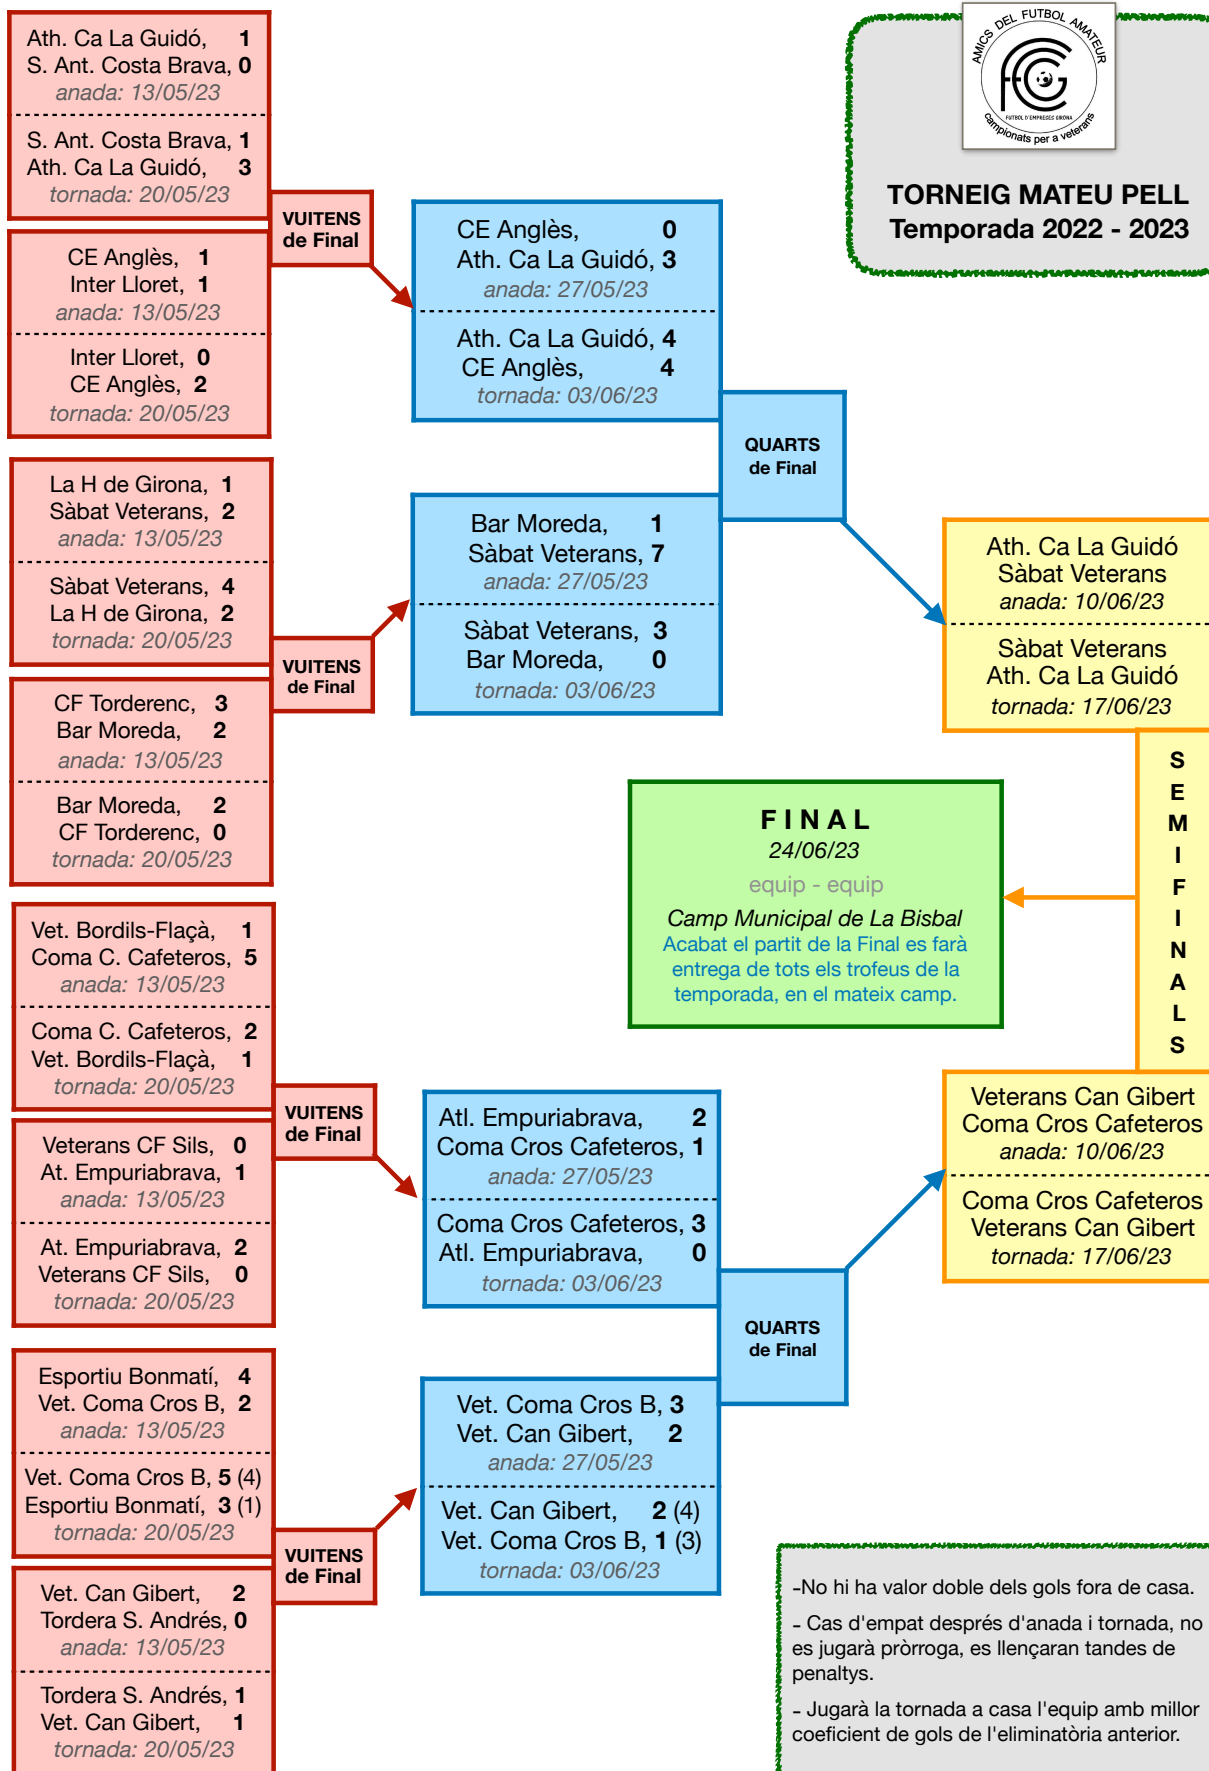 Ath. Ca La Guidó, 1
S. Ant. Costa Brava, 0
anada: 13/05/23
S. Ant. Costa Brava, 1
Ath. Ca La Guidó, 3
tornada: 20/05/23
CE Anglès, 1
Inter Lloret, 1
anada: 13/05/23
Inter Lloret, 0
CE Anglès, 2
tornada: 20/05/23
VUITENS
de Final
La H de Girona, 1
Sàbat Veterans, 2
anada: 13/05/23
Sàbat Veterans, 4
La H de Girona, 2
tornada: 20/05/23
CF Torderenc, 3
Bar Moreda, 2
anada: 13/05/23
Bar Moreda, 2
CF Torderenc, 0
tornada: 20/05/23
VUITENS
de Final
Vet. Bordils-Flaçà, 1
Coma C. Cafeteros, 5
anada: 13/05/23
Coma C. Cafeteros, 2
Vet. Bordils-Flaçà, 1
tornada: 20/05/23
Veterans CF Sils, 0
At. Empuriabrava, 1
anada: 13/05/23
At. Empuriabrava, 2
Veterans CF Sils, 0
tornada: 20/05/23
VUITENS
de Final
Esportiu Bonmatí, 4
Vet. Coma Cros B, 2
anada: 13/05/23
Vet. Coma Cros B, 5 (4)
Esportiu Bonmatí, 3 (1)
tornada: 20/05/23
Vet. Can Gibert, 2
Tordera S. Andrés, 0
anada: 13/05/23
Tordera S. Andrés, 1
Vet. Can Gibert, 1
tornada: 20/05/23
VUITENS
de Final
CE Anglès, 0
Ath. Ca La Guidó, 3
anada: 27/05/23
Ath. Ca La Guidó, 4
CE Anglès, 4
tornada: 03/06/23
Bar Moreda, 1
Sàbat Veterans, 7
anada: 27/05/23
Sàbat Veterans, 3
Bar Moreda, 0
tornada: 03/06/23
QUARTS
de Final
Atl. Empuriabrava, 2
Coma Cros Cafeteros, 1
anada: 27/05/23
Coma Cros Cafeteros, 3
Atl. Empuriabrava, 0
tornada: 03/06/23
Vet. Coma Cros B, 3
Vet. Can Gibert, 2
anada: 27/05/23
Vet. Can Gibert, 2 (4)
Vet. Coma Cros B, 1 (3)
tornada: 03/06/23
QUARTS
de Final
AMICS DEL FUTBOL AMATEUR
FCG
FUTBOL D'EMPRESES GIRONA
campionats per a veterans
TORNEIG MATEU PELL
Temporada 2022 - 2023
Ath. Ca La Guidó
Sàbat Veterans
anada: 10/06/23
Sàbat Veterans
Ath. Ca La Guidó
tornada: 17/06/23
S
E
M
I
F
I
N
A
L
S
Veterans Can Gibert
Coma Cros Cafeteros
anada: 10/06/23
Coma Cros Cafeteros
Veterans Can Gibert
tornada: 17/06/23
F I N A L
24/06/23
equip - equip
Camp Municipal de La Bisbal
Acabat el partit de la Final es farà
entrega de tots els trofeus de la
temporada, en el mateix camp.
-No hi ha valor doble dels gols fora de casa.
- Cas d'empat després d'anada i tornada, no
es jugarà pròrroga, es llençaran tandes de
penaltys.
- Jugarà la tornada a casa l'equip amb millor
coeficient de gols de l'eliminatòria anterior.